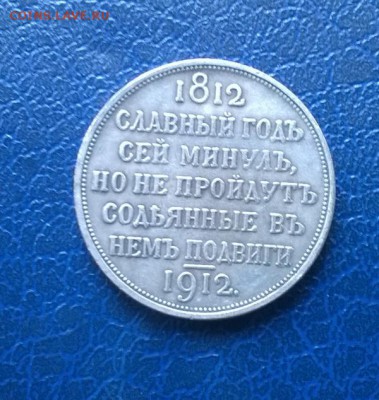 1812
СЛАВНЫЙ ГОДЪ
СЕЙ МИНУЛЪ,
НО НЕ ПРОЙДУТЪ
СОДѢЯННЫЕ ВЪ
НЕМЪ ПОДВИГИ
1912.